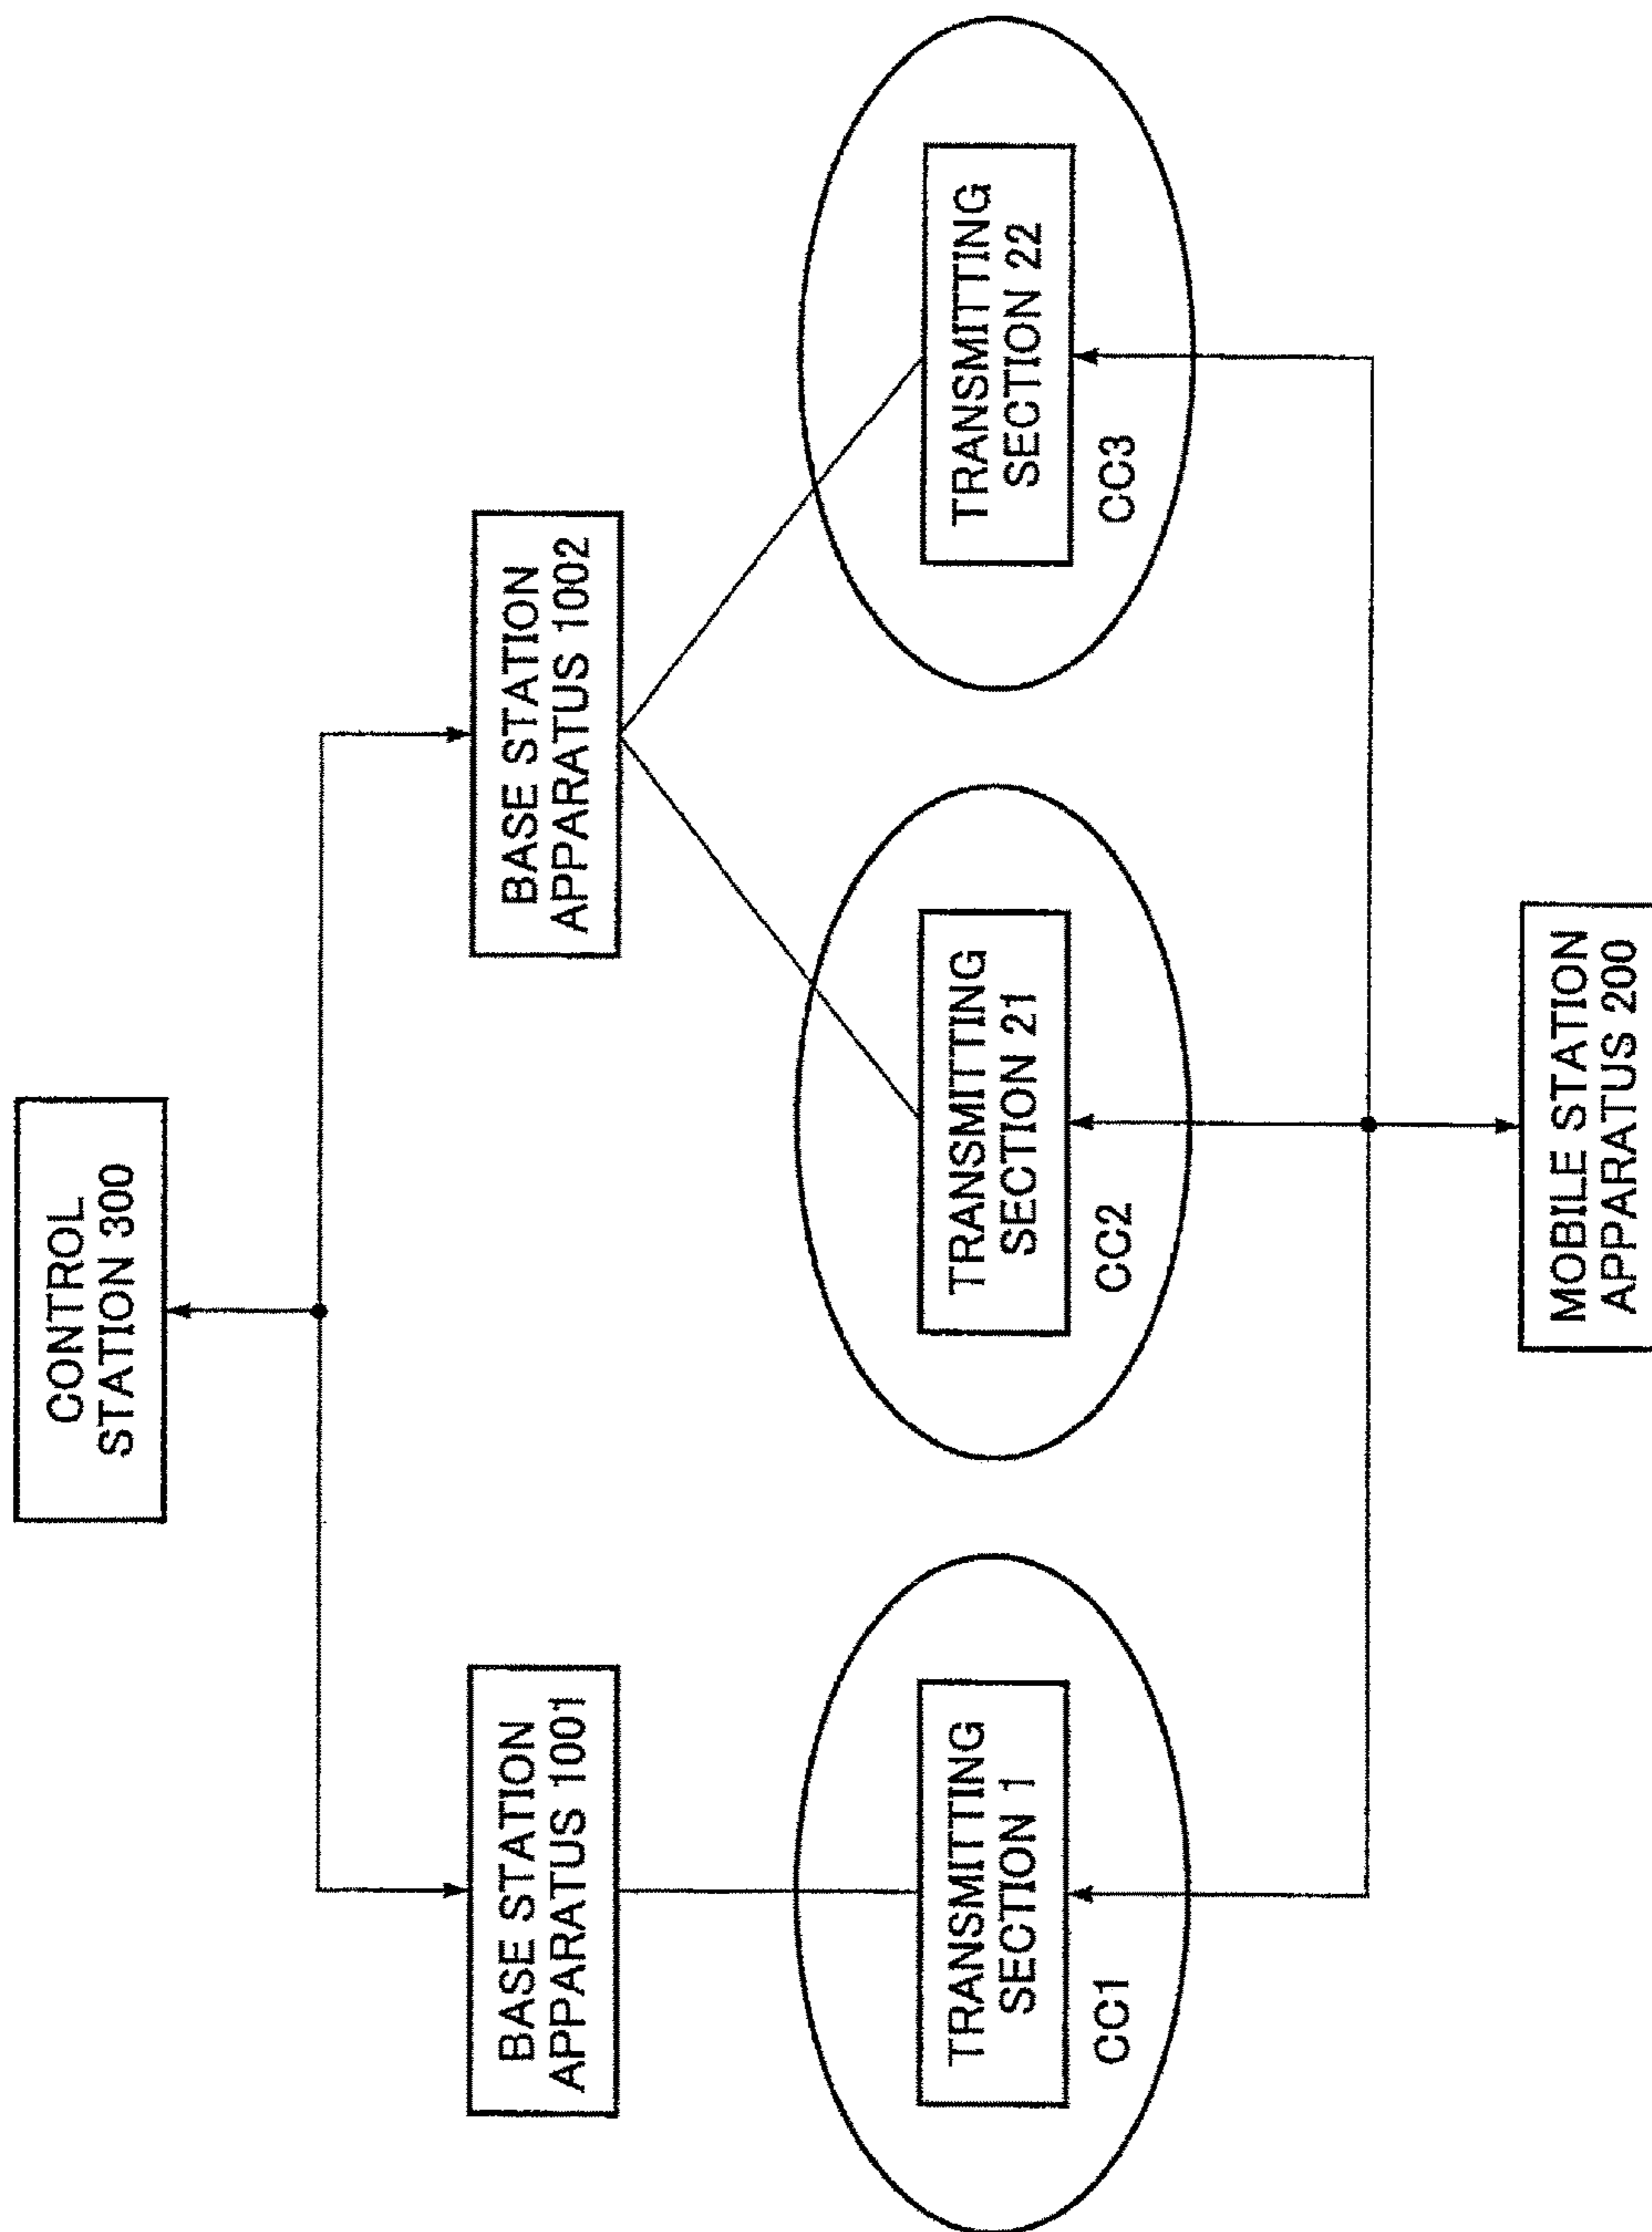 CONTROL
STATION 300
BASE STATION
APPARATUS 1001
BASE STATION
APPARATUS 1002
TRANSMITTING
SECTION 1
CC1
TRANSMITTING
SECTION 21
CC2
TRANSMITTING
SECTION 22
CC3
MOBILE STATION
APPARATUS 200